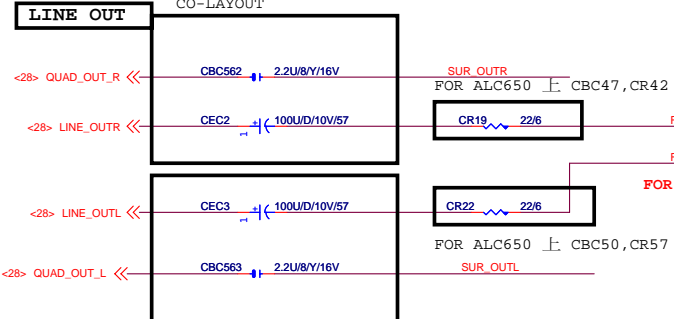 CO-LAYOUT
LINE OUT
<28> QUAD_OUT_R CBC562 2.2U/8/Y/16V SUR_OUTR
FOR ALC650 上 CBC47,CR42
<28> LINE_OUTR CEC2 1 + 100U/D/10V/57 CR19 22/6
FOR
<28> LINE_OUTL CEC3 1 + 100U/D/10V/57 CR22 22/6
FOR ALC650 上 CBC50,CR57
<28> QUAD_OUT_L CBC563 2.2U/8/Y/16V SUR_OUTL